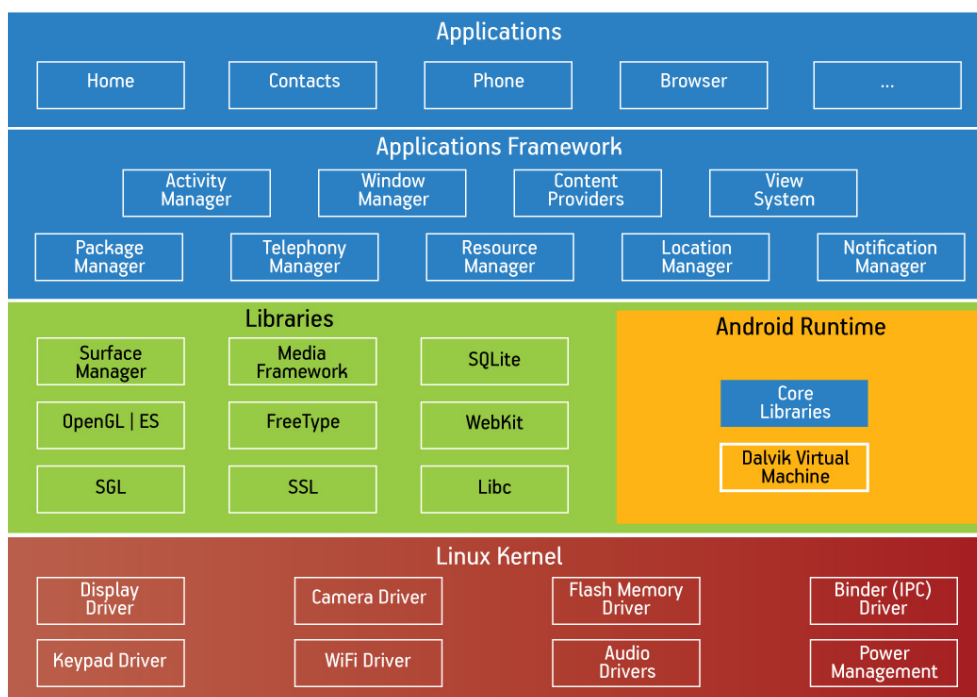 Applications
Home
Contacts
Phone
Browser
...
Applications Framework
Activity
Manager
Window
Manager
Content
Providers
View
System
Package
Manager
Telephony
Manager
Resource
Manager
Location
Manager
Notification
Manager
Libraries
Surface
Manager
Media
Framework
SQLite
OpenGL | ES
FreeType
WebKit
SGL
SSL
Libc
Android Runtime
Core
Libraries
Dalvik Virtual
Machine
Linux Kernel
Display
Driver
Camera Driver
Flash Memory
Driver
Binder (IPC)
Driver
Keypad Driver
WiFi Driver
Audio
Drivers
Power
Management